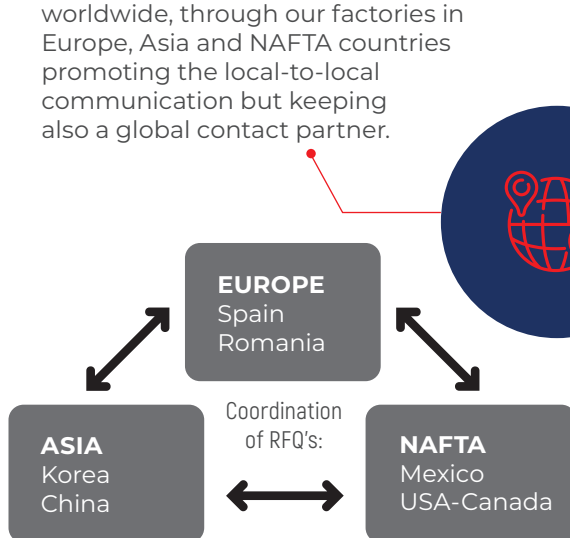 worldwide, through our factories in
Europe, Asia and NAFTA countries
promoting the local-to-local
communication but keeping
also a global contact partner.
EUROPE
Spain
Romania
Coordination
of RFQ's:
ASIA
Korea
China
NAFTA
Mexico
USA-Canada